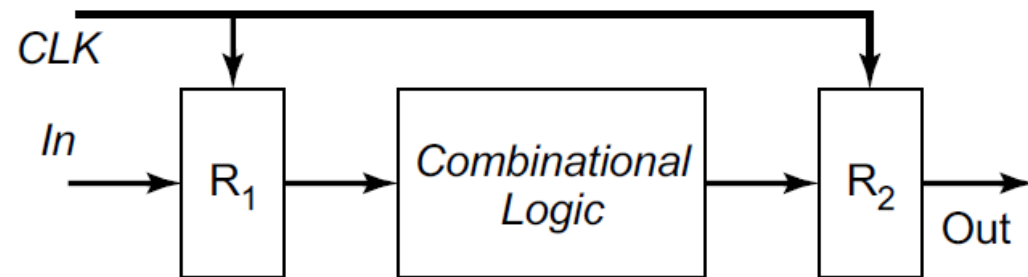 CLK
In
R1
Combinational
Logic
R2
Out